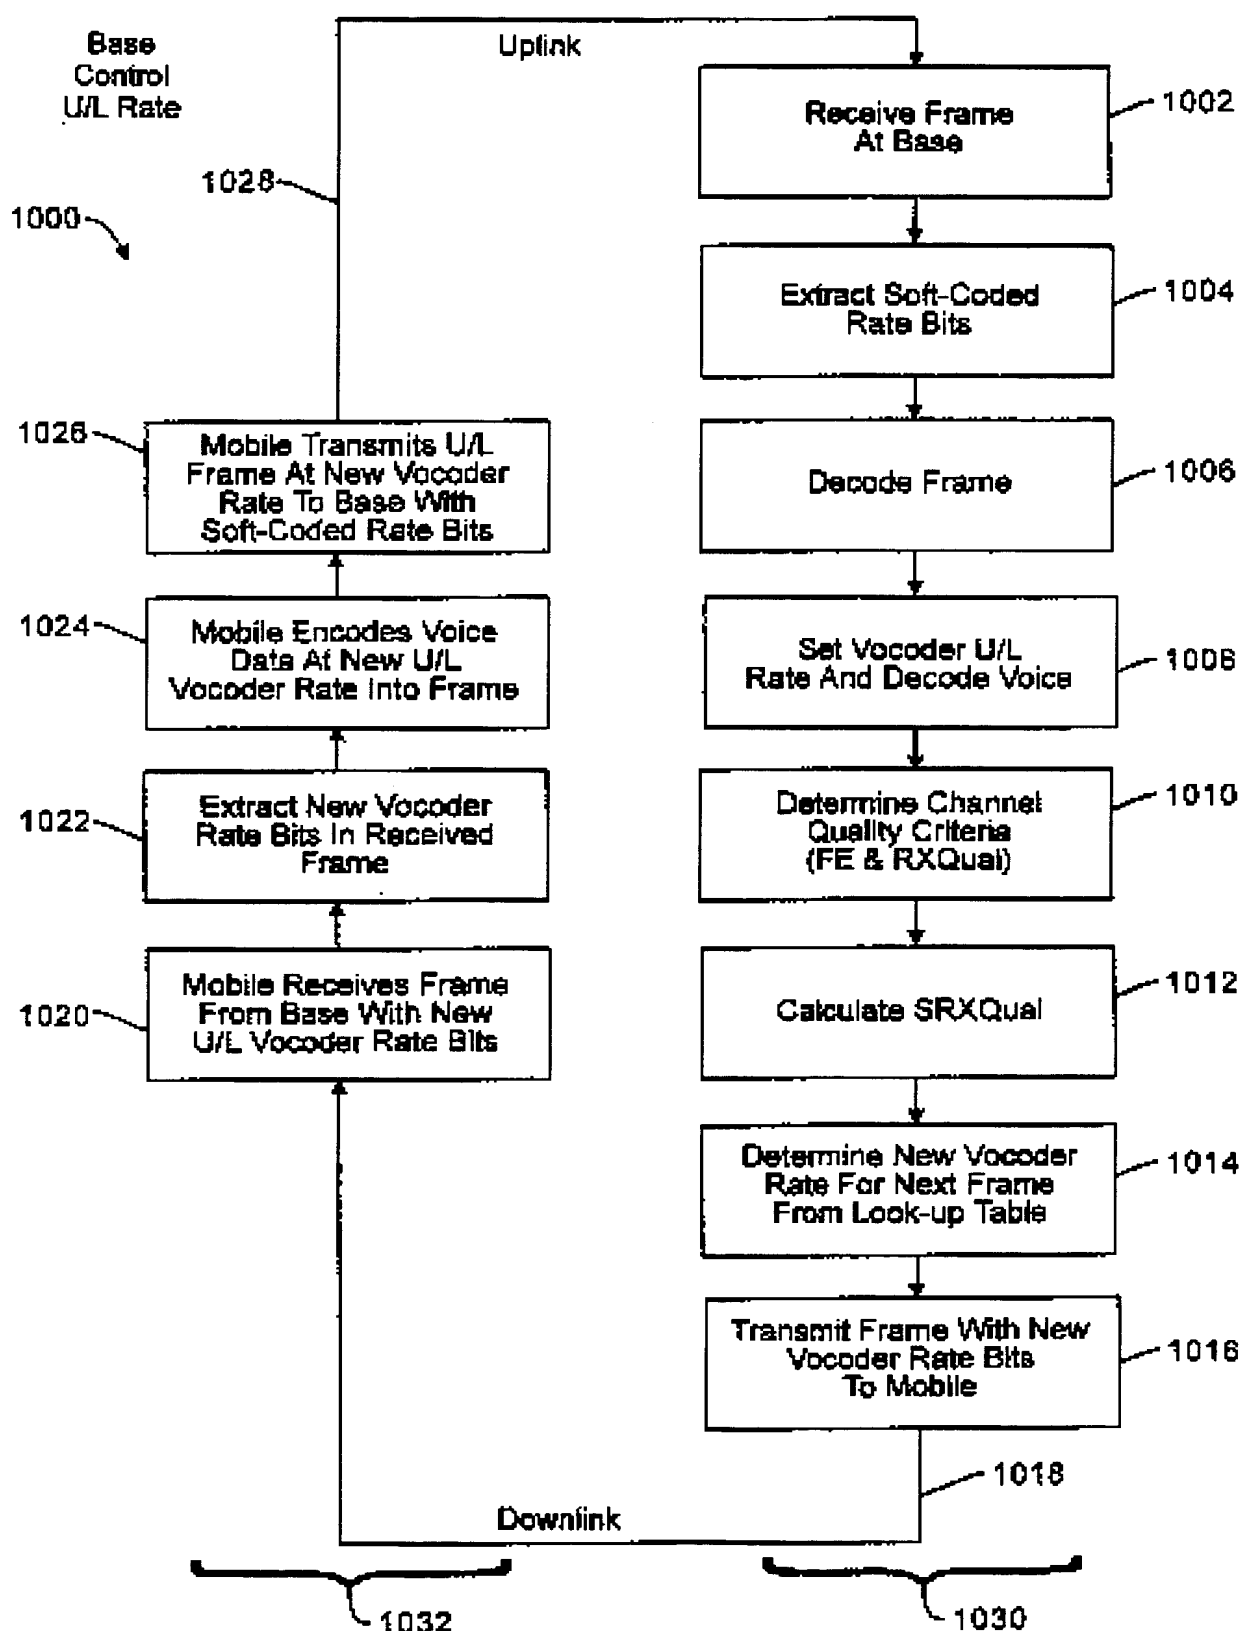 Base
Control
U/L Rate
1000
Uplink
1028
Receive Frame
At Base
1002
Extract Soft-Coded
Rate Bits
1004
Decode Frame
1006
Set Vocoder U/L
Rate And Decode Voice
1008
Determine Channel
Quality Criteria
(FE & RXQual)
1010
Calculate SRXQual
1012
Determine New Vocoder
Rate For Next Frame
From Look-up Table
1014
Transmit Frame With New
Vocoder Rate Bits
To Mobile
1016
1018
Downlink
1026
Mobile Transmits U/L
Frame At New Vocoder
Rate To Base With
Soft-Coded Rate Bits
1024
Mobile Encodes Voice
Data At New U/L
Vocoder Rate Into Frame
1022
Extract New Vocoder
Rate Bits In Received
Frame
1020
Mobile Receives Frame
From Base With New
U/L Vocoder Rate Bits
1032
1030